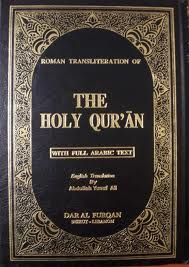 ROMAN TRANSLITERATION OF
THE
HOLY QUR'ĀN
WITH FULL ARABIC TEXT
English Translation
By
Abdullah Yusuf Ali
DAR AL FURQAN
BEIRUT - LEBANON